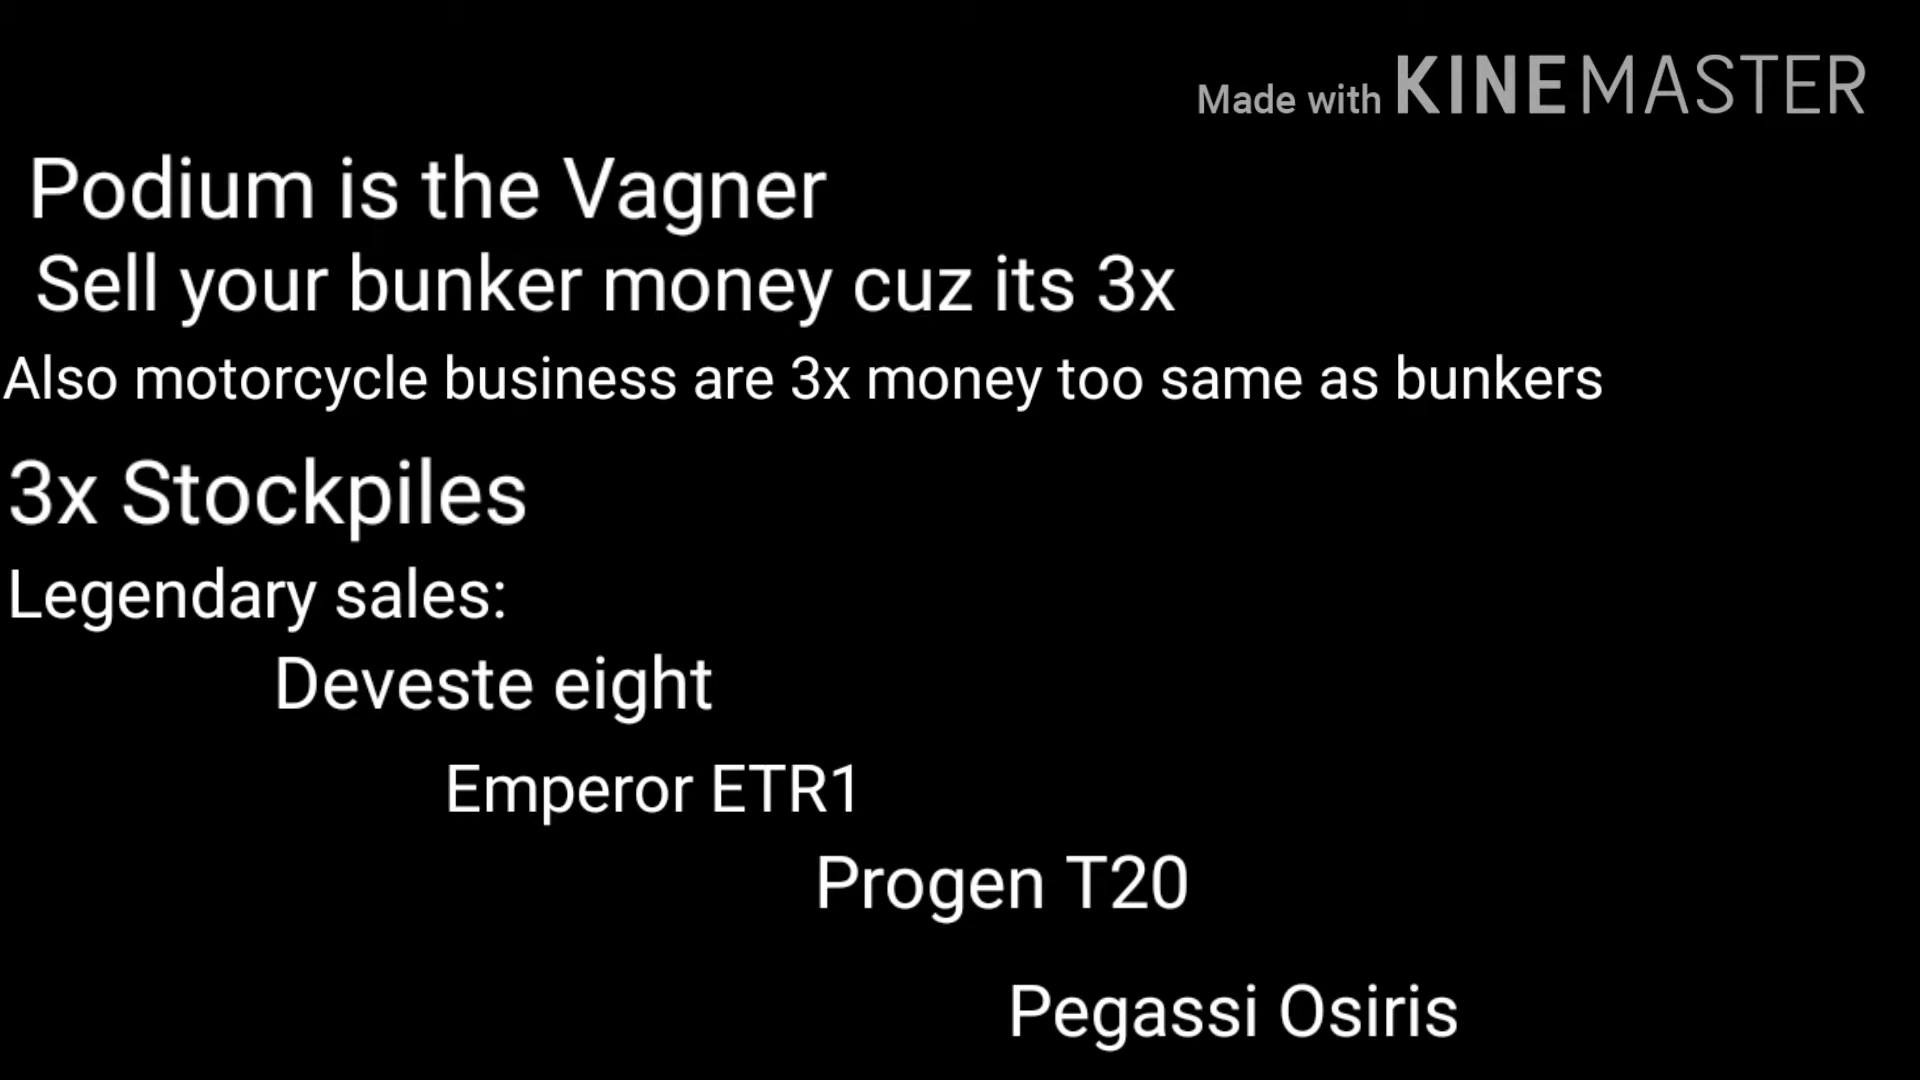 Made with KINEMASTER
Podium is the Vagner
Sell your bunker money cuz its 3x
Also motorcycle business are 3x money too same as bunkers
3x Stockpiles
Legendary sales:
Deveste eight
Emperor ETR1
Progen T20
Pegassi Osiris